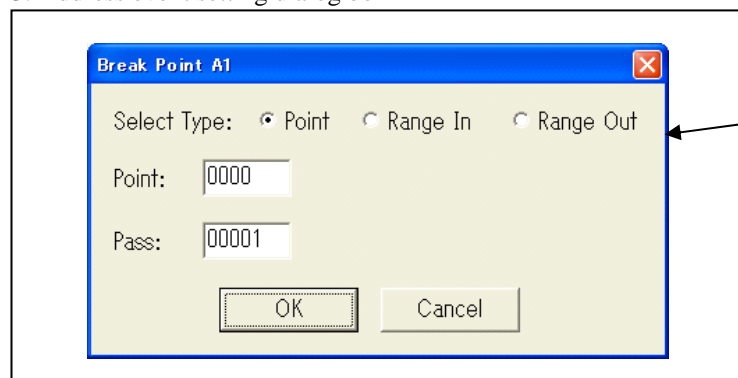 Break Point A1
Select Type: Point Range In Range Out
Point: 0000
Pass: 00001
OK Cancel